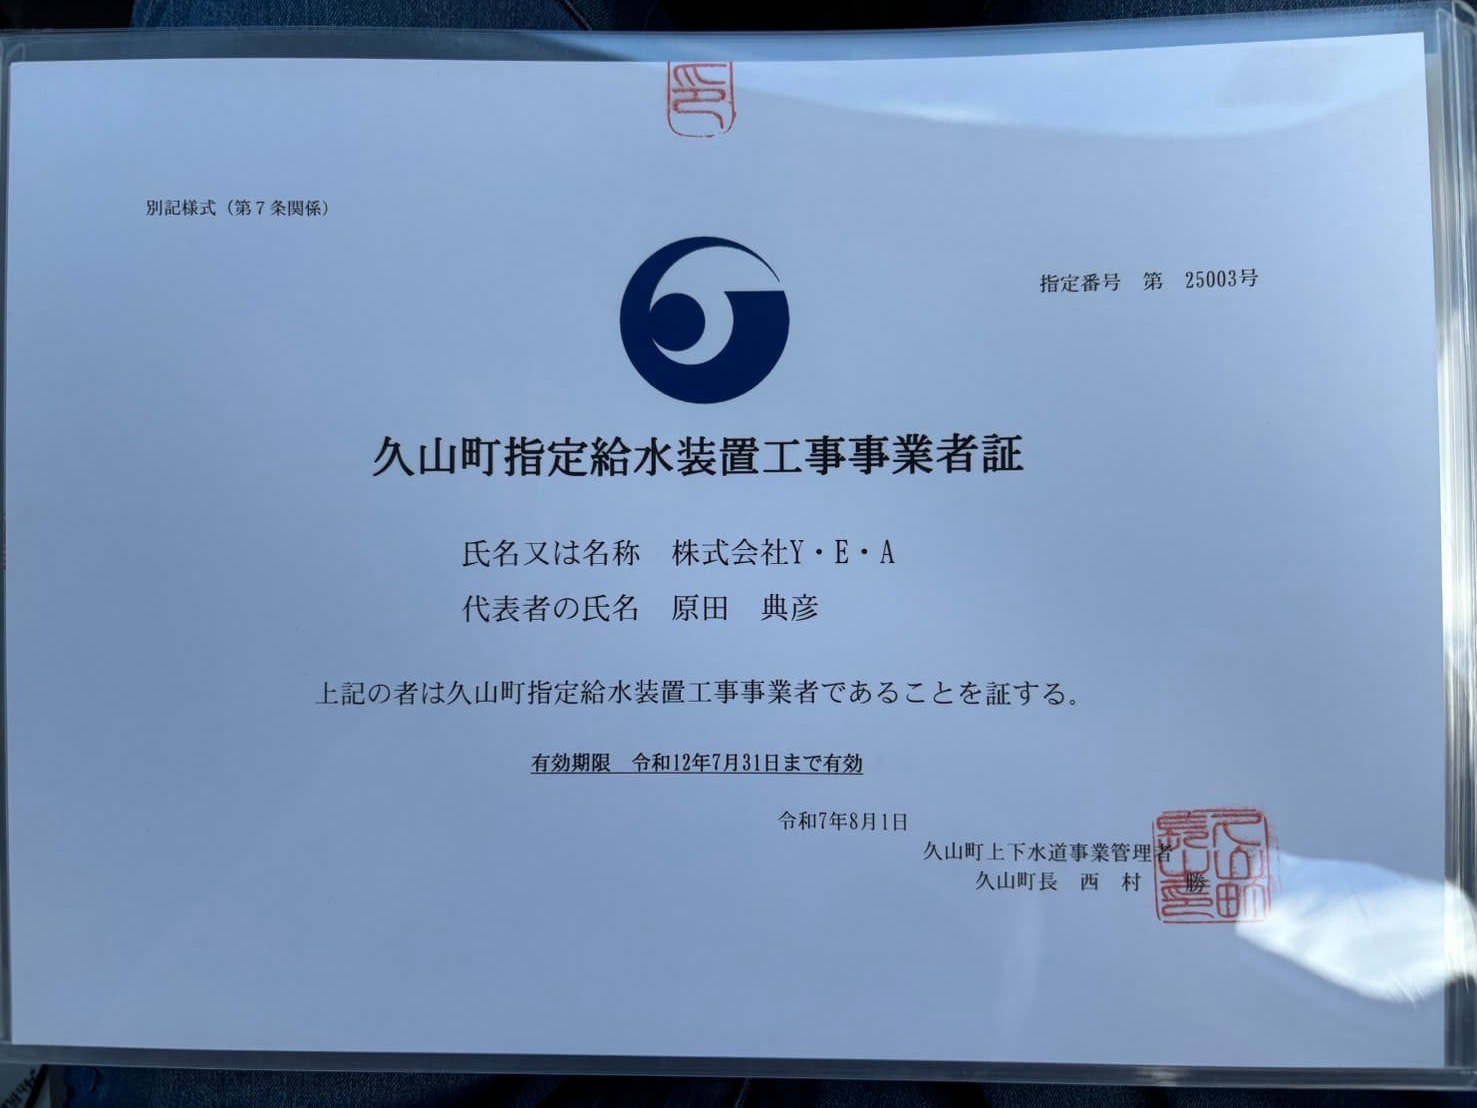 別記様式（第７条関係）
指定番号　第　25003号
久山町指定給水装置工事事業者証
氏名又は名称　株式会社Y・E・A
代表者の氏名　原田　典彦
上記の者は久山町指定給水装置工事事業者であることを証する。
有効期限　令和12年7月31日まで有効
令和7年8月1日
久山町上下水道事業管理者
久山町長　西　村　勝
久山町長山印